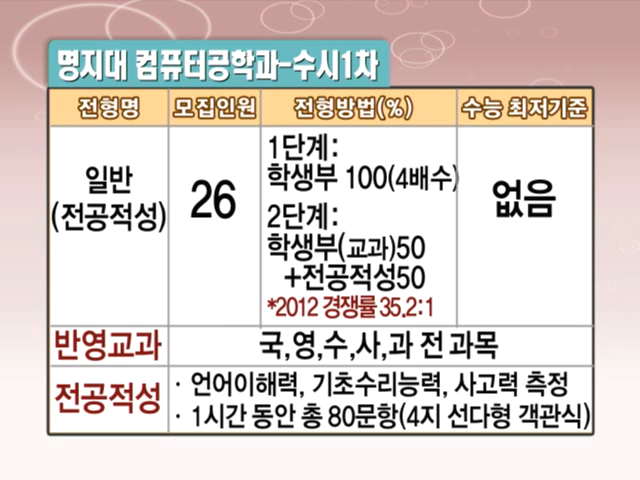 명지대 컴퓨터공학과-수시1차
전형명 모집인원 전형방법(%) 수능 최저기준
일반
(전공적성)
26
1단계:
학생부 100(4배수)
2단계:
학생부(교과)50
+전공적성50
*2012 경쟁률 35.2:1
없음
반영교과 국,영,수,사,과 전 과목
전공적성
· 언어이해력, 기초수리능력, 사고력 측정
· 1시간 동안 총 80문항(4지 선다형 객관식)